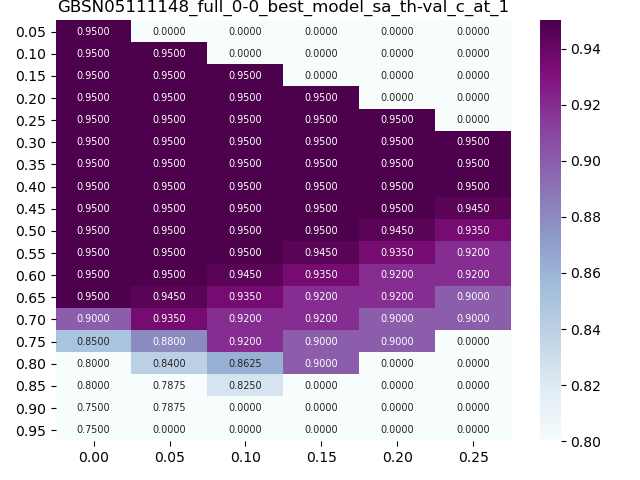 GBSN05111148_full_0-0_best_model_sa_th-val_c_at_1
0.05 0.9500 0.0000 0.0000 0.0000 0.0000 0.0000
0.10 0.9500 0.9500 0.0000 0.0000 0.0000 0.0000
0.15 0.9500 0.9500 0.9500 0.0000 0.0000 0.0000
0.20 0.9500 0.9500 0.9500 0.9500 0.0000 0.0000
0.25 0.9500 0.9500 0.9500 0.9500 0.9500 0.0000
0.30 0.9500 0.9500 0.9500 0.9500 0.9500 0.9500
0.35 0.9500 0.9500 0.9500 0.9500 0.9500 0.9500
0.40 0.9500 0.9500 0.9500 0.9500 0.9500 0.9500
0.45 0.9500 0.9500 0.9500 0.9500 0.9500 0.9450
0.50 0.9500 0.9500 0.9500 0.9500 0.9450 0.9350
0.55 0.9500 0.9500 0.9500 0.9450 0.9350 0.9200
0.60 0.9500 0.9500 0.9450 0.9350 0.9200 0.9200
0.65 0.9500 0.9450 0.9350 0.9200 0.9200 0.9000
0.70 0.9000 0.9350 0.9200 0.9200 0.9000 0.9000
0.75 0.8500 0.8800 0.9200 0.9000 0.9000 0.0000
0.80 0.8000 0.8400 0.8625 0.9000 0.0000 0.0000
0.85 0.8000 0.7875 0.8250 0.0000 0.0000 0.0000
0.90 0.7500 0.7875 0.0000 0.0000 0.0000 0.0000
0.95 0.7500 0.0000 0.0000 0.0000 0.0000 0.0000
0.00 0.05 0.10 0.15 0.20 0.25
0.94
0.92
0.90
0.88
0.86
0.84
0.82
0.80